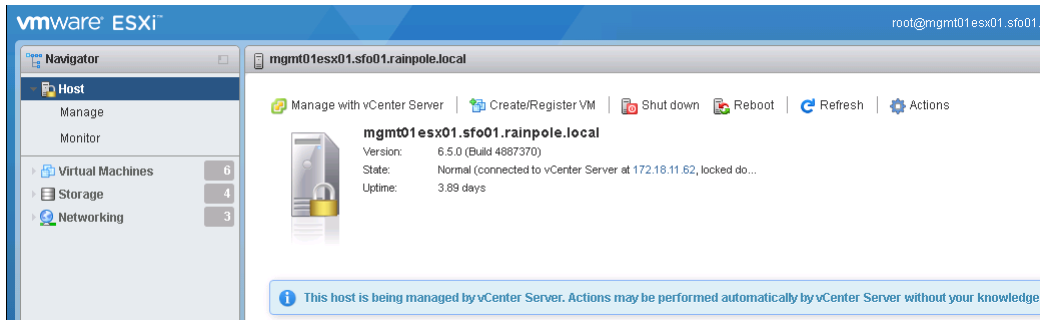 vmware ESXi™
root@mgmt01esx01.sfo01.
Navigator
mgmt01esx01.sfo01.rainpole.local
Host
Manage
Monitor
Virtual Machines 6
Storage 4
Networking 3
Manage with vCenter Server Create/Register VM Shut down Reboot Refresh Actions
mgmt01esx01.sfo01.rainpole.local
Version: 6.5.0 (Build 4887370)
State: Normal (connected to vCenter Server at 172.18.11.62, locked do...
Uptime: 3.89 days
This host is being managed by vCenter Server. Actions may be performed automatically by vCenter Server without your knowledge